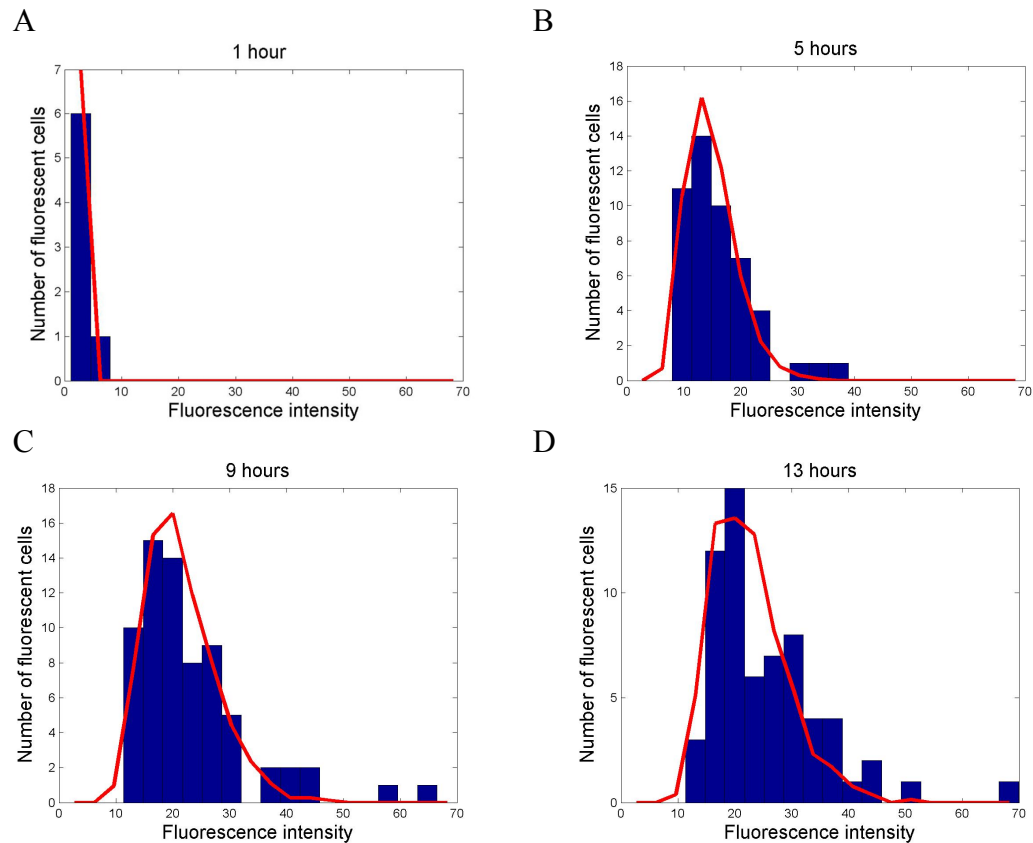 A
1 hour
Number of fluorescent cells
7
6
5
4
3
2
1
0
0 10 20 30 40 50 60 70
Fluorescence intensity
B
5 hours
Number of fluorescent cells
18
16
14
12
10
8
6
4
2
0
0 10 20 30 40 50 60 70
Fluorescence intensity
C
9 hours
Number of fluorescent cells
18
16
14
12
10
8
6
4
2
0
0 10 20 30 40 50 60 70
Fluorescence intensity
D
13 hours
Number of fluorescent cells
15
10
5
0
0 10 20 30 40 50 60 70
Fluorescence intensity